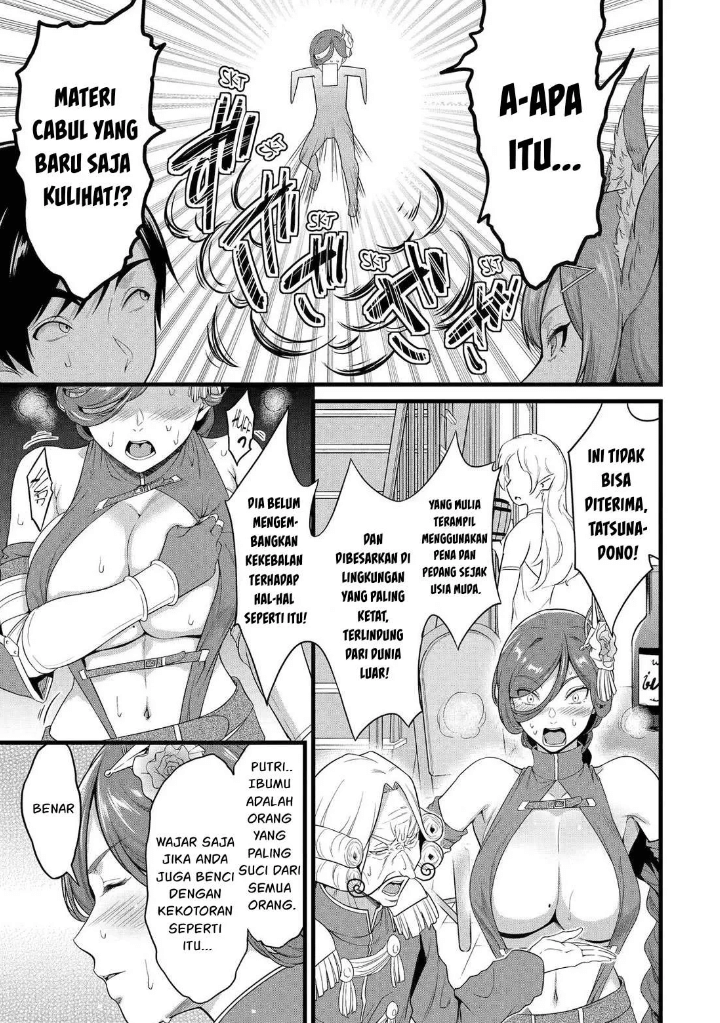 A-APA
ITU...
MATERI
CABUL YANG
BARU SAJA
KULIHAT!?
SKT
SKT
SKT
SKT
SKT
SKT
INI TIDAK
BISA
DITERIMA,
TATSUNA-
DONO!
YANG MULIA
TERAMPIL
MENGGUNAKAN
PENA DAN
PEDANG SEJAK
USIA MUDA.
DAN
DIBESARKAN DI
LINGKUNGAN
YANG PALING
KETAT,
TERLINDUNG
DARI DUNIA
LUAR!
HUFF
DIA BELUM
MENGEM-
BANGKAN
KEKEBALAN
TERHADAP
HAL-HAL
SEPERTI ITU!
PUTRI..
IBUMU
ADALAH
ORANG
YANG
PALING
SUCI DARI
SEMUA
ORANG.
WAJAR SAJA
JIKA ANDA
JUGA BENCI
DENGAN
KEKOTORAN
SEPERTI
ITU...
BENAR